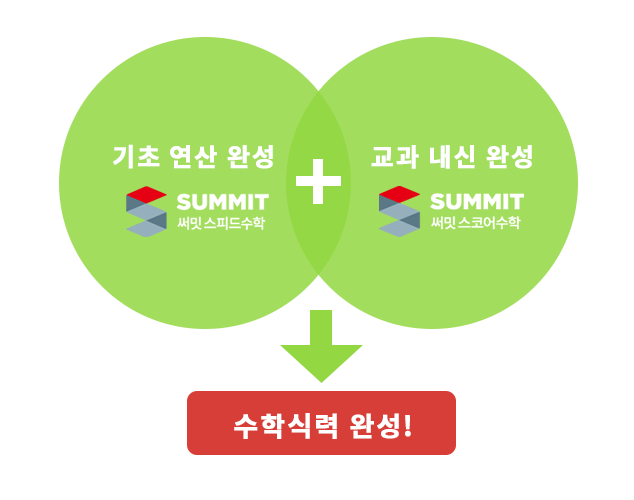 기초 연산 완성
SUMMIT
써밋 스피드수학
+
교과 내신 완성
SUMMIT
써밋 스코어수학
수학식력 완성!